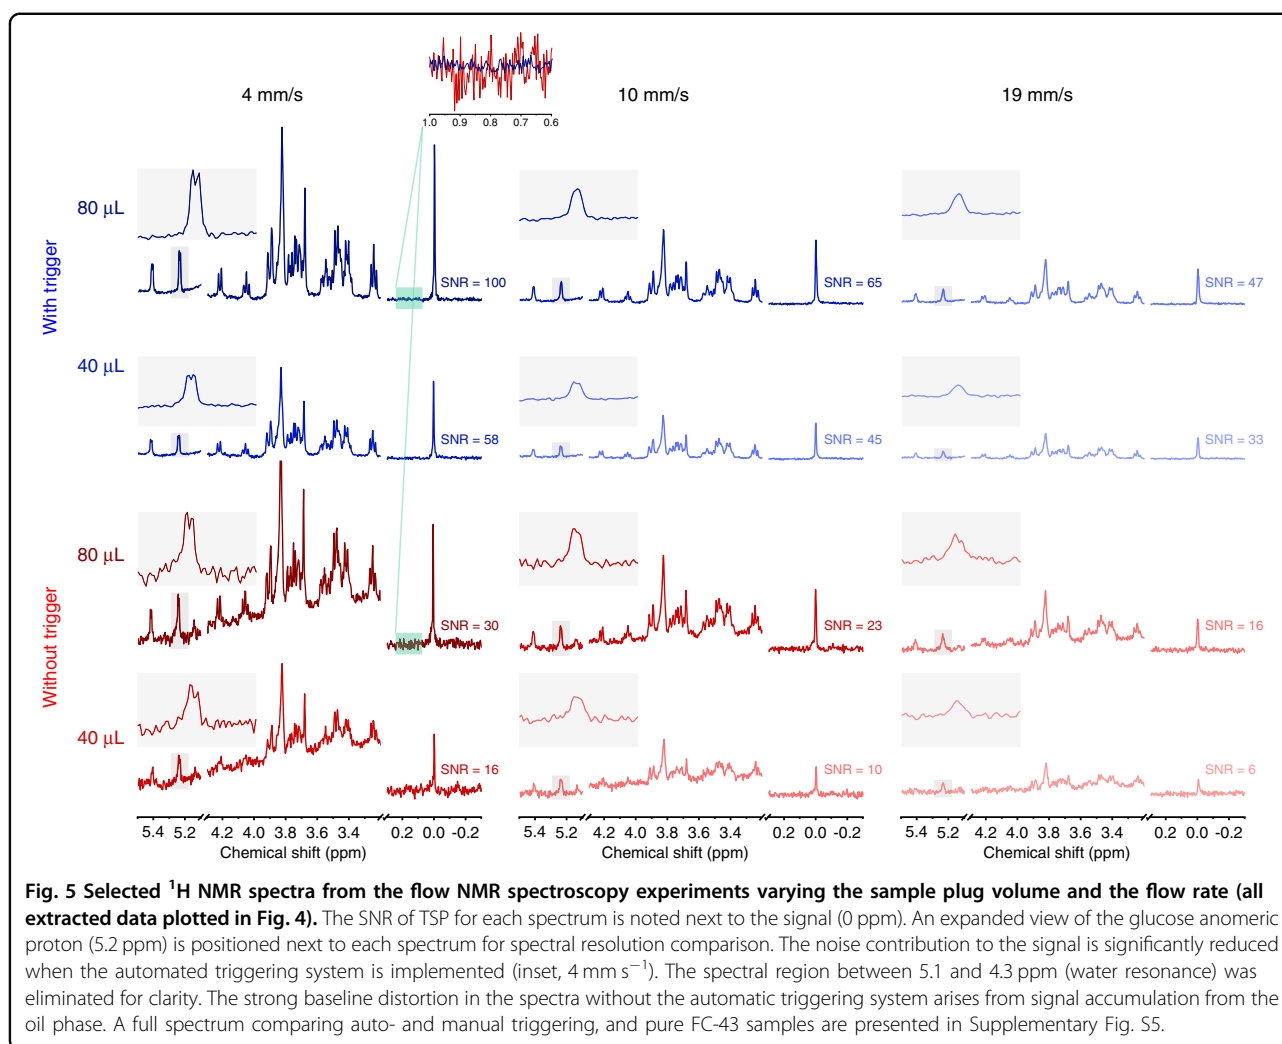 4 mm/s
10 mm/s
19 mm/s
1.0 0.9 0.8 0.7 0.6
With trigger
80 µL
SNR = 100
SNR = 65
SNR = 47
40 µL
SNR = 58
SNR = 45
SNR = 33
Without trigger
80 µL
SNR = 30
SNR = 23
SNR = 16
40 µL
SNR = 16
SNR = 10
SNR = 6
5.4 5.2 4.2 4.0 3.8 3.6 3.4 0.2 0.0 -0.2
5.4 5.2 4.2 4.0 3.8 3.6 3.4 0.2 0.0 -0.2
5.4 5.2 4.2 4.0 3.8 3.6 3.4 0.2 0.0 -0.2
Chemical shift (ppm)
Chemical shift (ppm)
Chemical shift (ppm)
Fig. 5 Selected ¹H NMR spectra from the flow NMR spectroscopy experiments varying the sample plug volume and the flow rate (all
extracted data plotted in Fig. 4). The SNR of TSP for each spectrum is noted next to the signal (0 ppm). An expanded view of the glucose anomeric
proton (5.2 ppm) is positioned next to each spectrum for spectral resolution comparison. The noise contribution to the signal is significantly reduced
when the automated triggering system is implemented (inset, 4 mm s⁻¹). The spectral region between 5.1 and 4.3 ppm (water resonance) was
eliminated for clarity. The strong baseline distortion in the spectra without the automatic triggering system arises from signal accumulation from the
oil phase. A full spectrum comparing auto- and manual triggering, and pure FC-43 samples are presented in Supplementary Fig. S5.